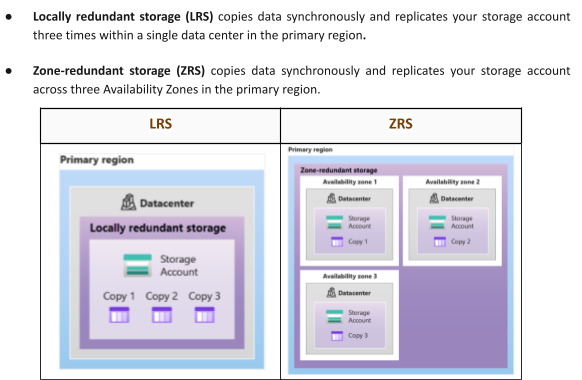 ● Locally redundant storage (LRS) copies data synchronously and replicates your storage account
three times within a single data center in the primary region.
● Zone-redundant storage (ZRS) copies data synchronously and replicates your storage account
across three Availability Zones in the primary region.
LRS
Primary region
Datacenter
Locally redundant storage
Storage
Account
Copy 1 Copy 2 Copy 3
ZRS
Primary region
Zone-redundant storage
Availability zone 1
Datacenter
Storage
Account
Copy 1
Availability zone 2
Datacenter
Storage
Account
Copy 2
Availability zone 3
Datacenter
Storage
Account
Copy 3